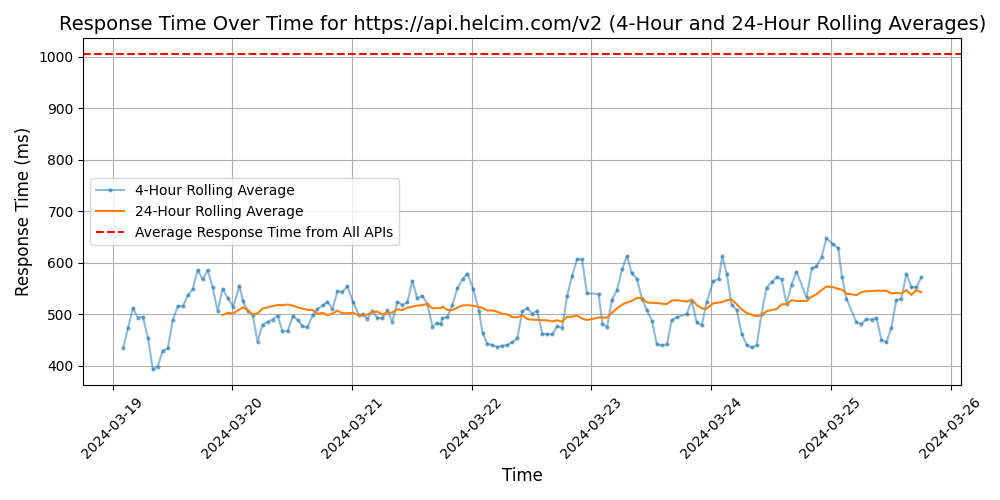 Response Time Over Time for https://api.helcim.com/v2 (4-Hour and 24-Hour Rolling Averages)
Response Time (ms)
1000
900
800
700
600
500
400
4-Hour Rolling Average
24-Hour Rolling Average
Average Response Time from All APIs
2024-03-19
2024-03-20
2024-03-21
2024-03-22
2024-03-23
2024-03-24
2024-03-25
2024-03-26
Time